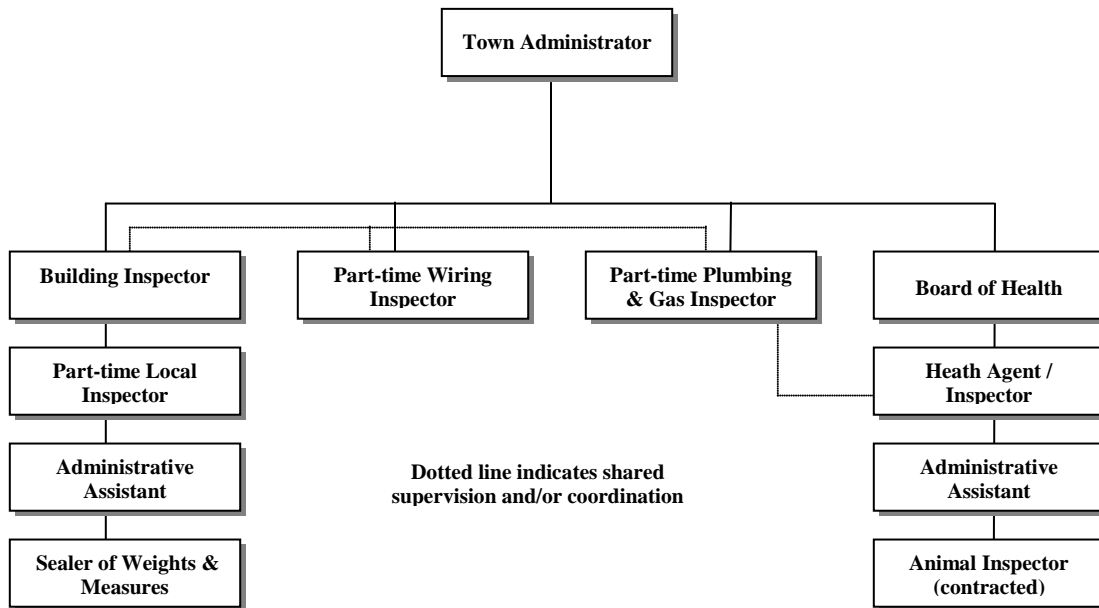 Town Administrator
Building Inspector
Part-time Wiring
Inspector
Part-time Plumbing
& Gas Inspector
Board of Health
Part-time Local
Inspector
Heath Agent /
Inspector
Administrative
Assistant
Dotted line indicates shared
supervision and/or coordination
Administrative
Assistant
Sealer of Weights &
Measures
Animal Inspector
(contracted)